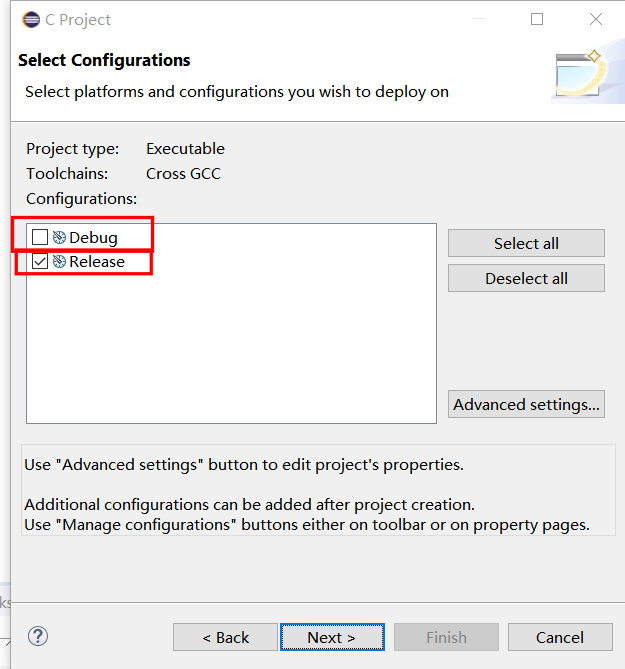 C Project
Select Configurations
Select platforms and configurations you wish to deploy on
Project type: Executable
Toolchains: Cross GCC
Configurations:
Debug
Release
Select all
Deselect all
Advanced settings...
Use "Advanced settings" button to edit project's properties.
Additional configurations can be added after project creation.
Use "Manage configurations" buttons either on toolbar or on property pages.
?
< Back
Next >
Finish
Cancel